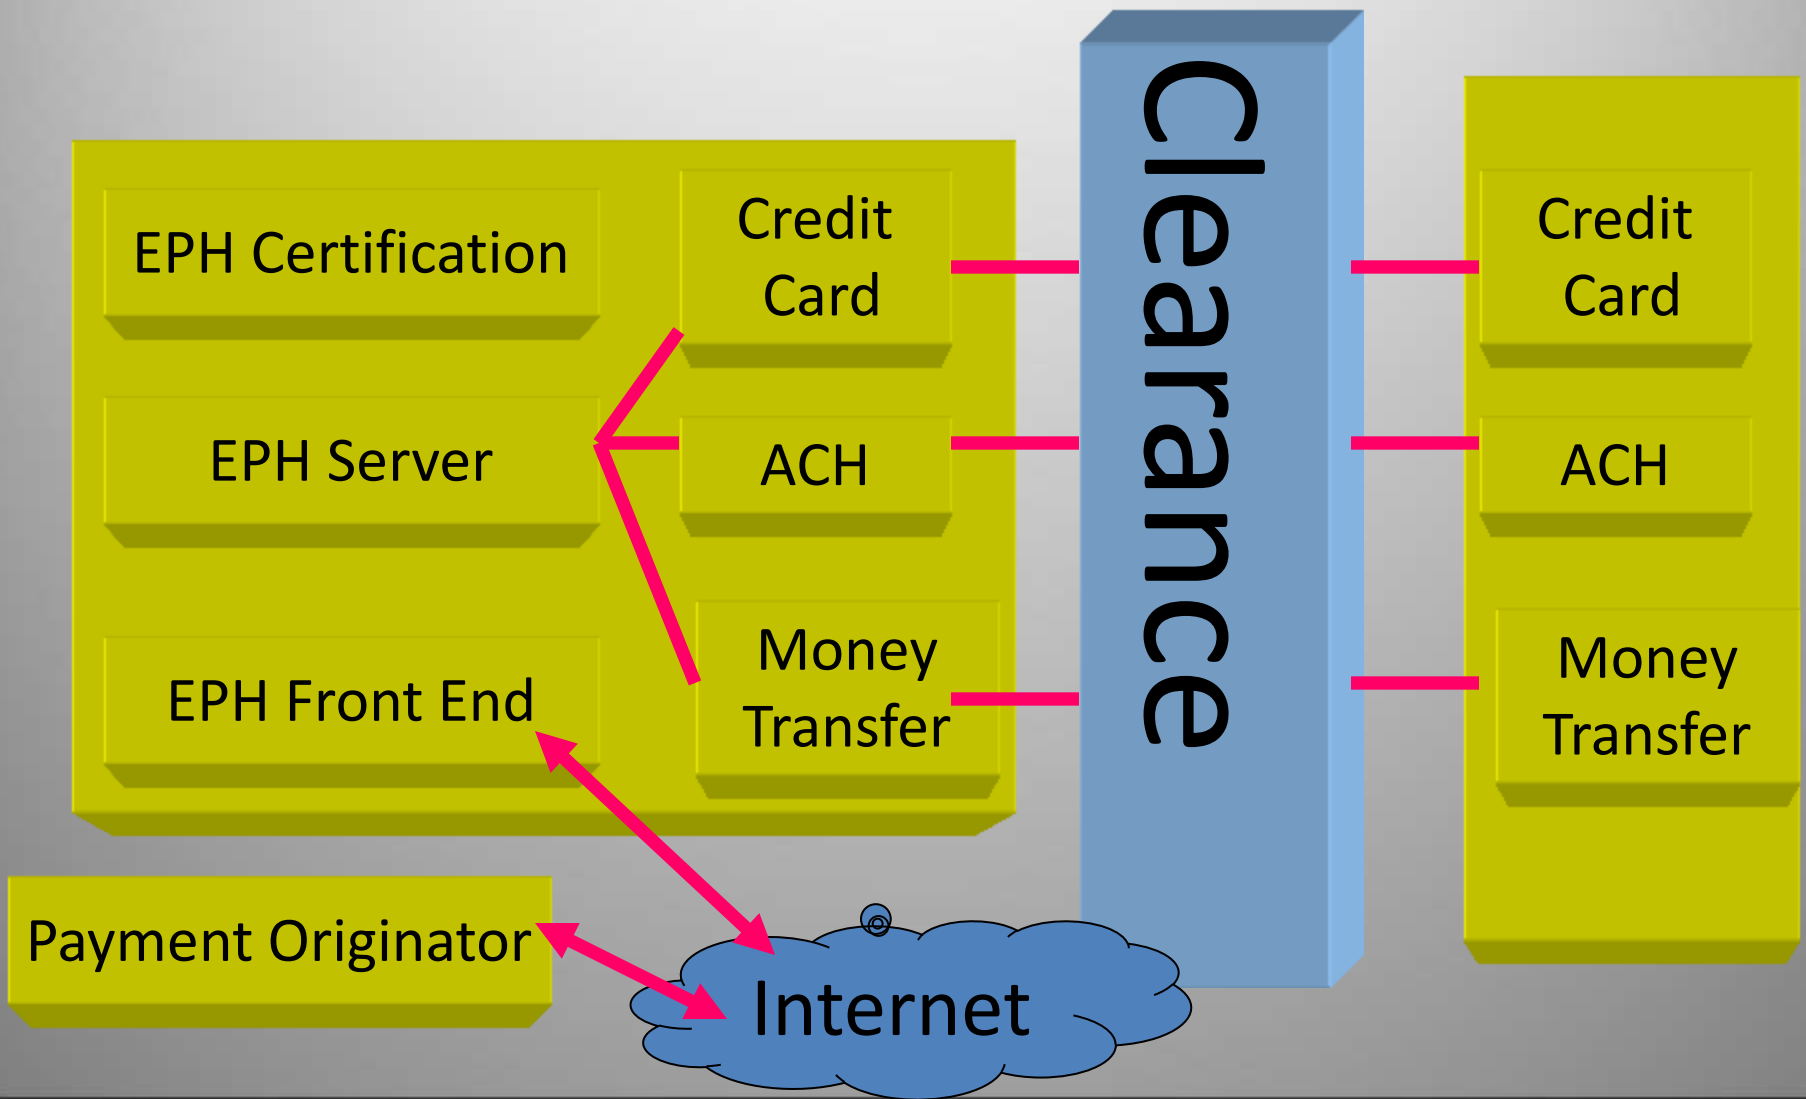 EPH Certification
EPH Server
EPH Front End
Credit
Card
ACH
Money
Transfer
Clearance
Credit
Card
ACH
Money
Transfer
Payment Originator
Internet